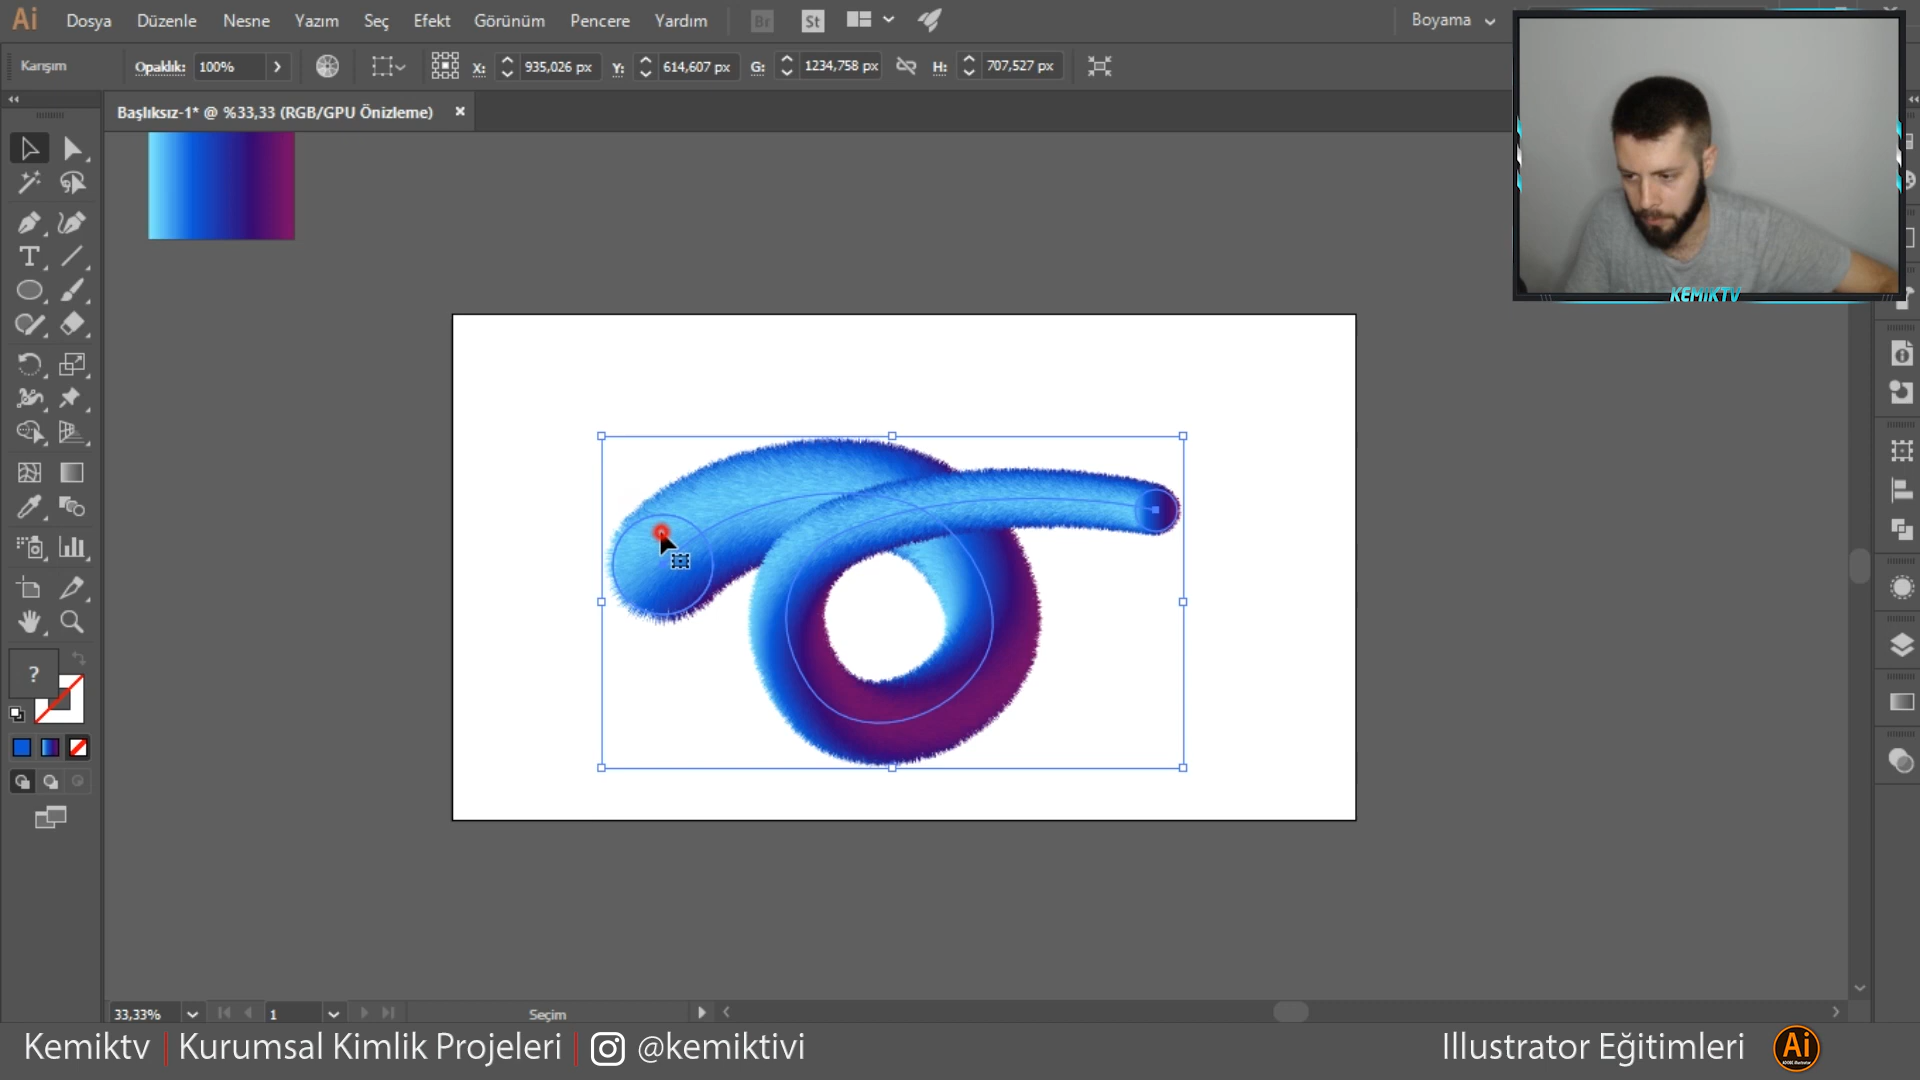 Ai Dosya Düzenle Nesne Yazım Seç Efekt Görünüm Pencere Yardım Br St Boyama
Karışım Opaklık: 100% X: 935,026 px Y: 614,607 px G: 1234,758 px H: 707,527 px
Başlıksız-1* @ %33,33 (RGB/GPU Önizleme) ×
KEMiKTV
T
?
33,33% 1 Seçim
Kemiktv | Kurumsal Kimlik Projeleri | @kemiktivi Illustrator Eğitimleri Ai